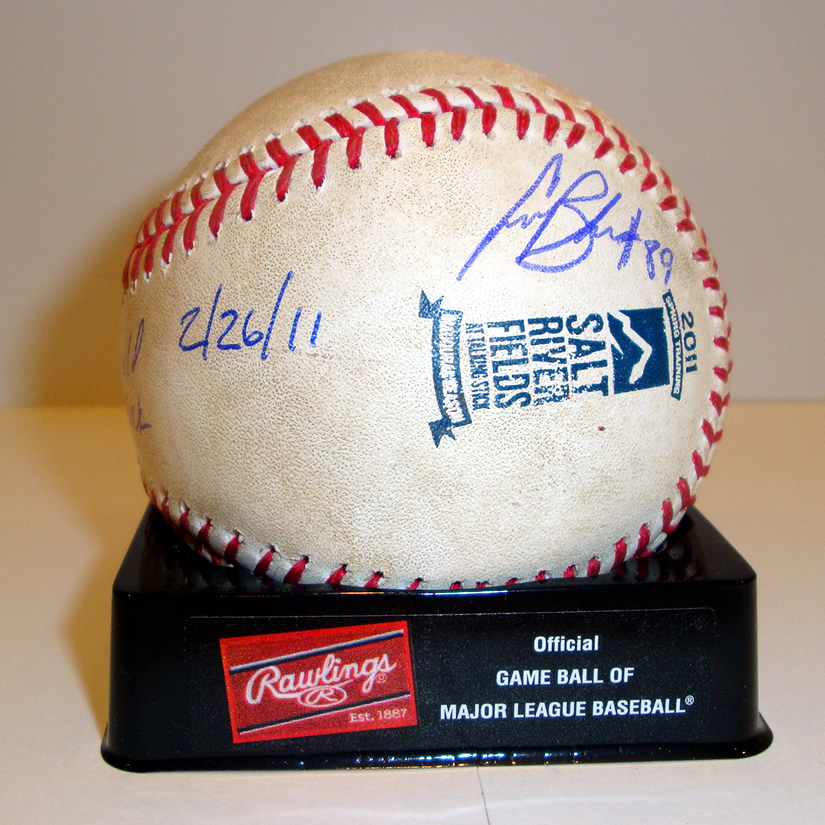 2/26/11
#89
2011
SPRING TRAINING
SALT
RIVER
FIELDS
AT TALKING STICK
Rawlings®
R
Est. 1887
Official
GAME BALL OF
MAJOR LEAGUE BASEBALL®